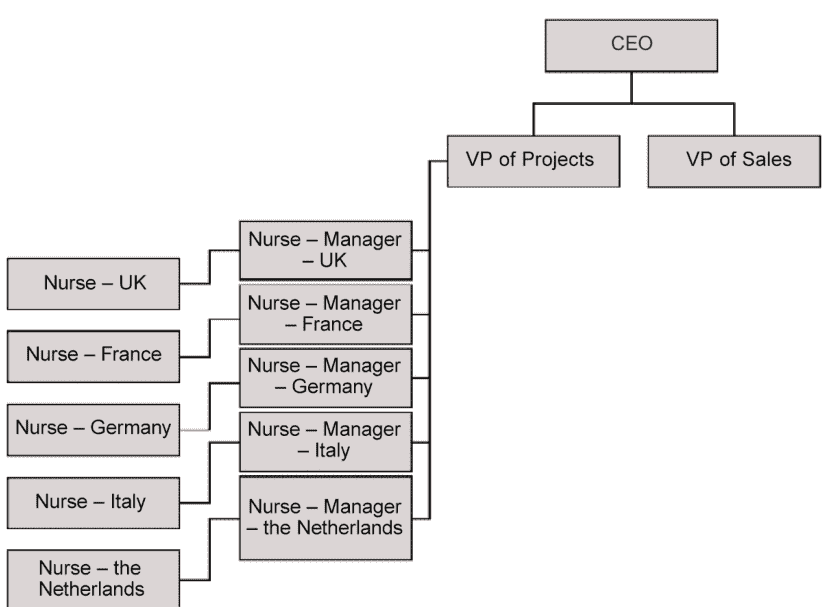 CEO
VP of Projects
VP of Sales
Nurse – Manager
– UK
Nurse – UK
Nurse – Manager
– France
Nurse – France
Nurse – Manager
– Germany
Nurse – Germany
Nurse – Manager
– Italy
Nurse – Italy
Nurse – Manager
– the Netherlands
Nurse – the
Netherlands